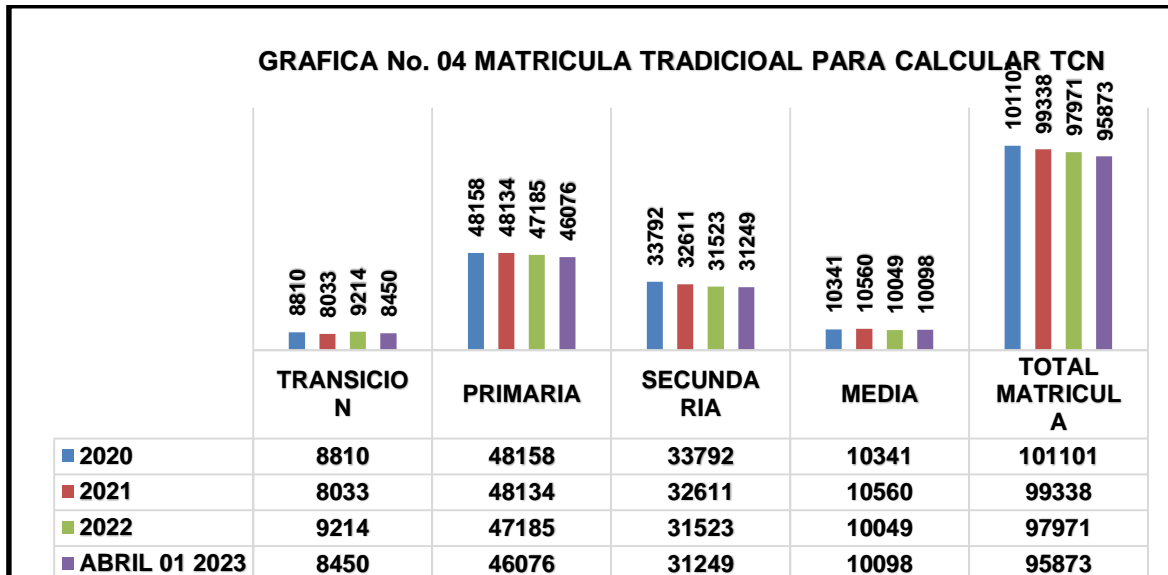 GRAFICA No. 04 MATRICULA TRADICIOAL PARA CALCULAR TCN
8810
8033
9214
8450
48158
48134
47185
46076
33792
32611
31523
31249
10341
10560
10049
10098
101101
99338
97971
95873
TRANSICIO
N
PRIMARIA
SECUNDA
RIA
MEDIA
TOTAL
MATRICUL
A
2020 8810 48158 33792 10341 101101
2021 8033 48134 32611 10560 99338
2022 9214 47185 31523 10049 97971
ABRIL 01 2023 8450 46076 31249 10098 95873